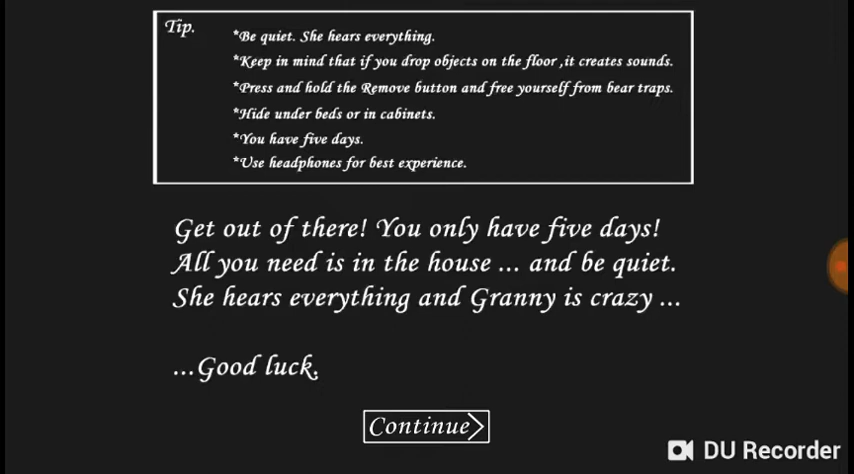 Tip.
*Be quiet. She hears everything.
*Keep in mind that if you drop objects on the floor ,it creates sounds.
*Press and hold the Remove button and free yourself from bear traps.
*Hide under beds or in cabinets.
*You have five days.
*Use headphones for best experience.
Get out of there! You only have five days!
All you need is in the house ... and be quiet.
She hears everything and Granny is crazy ...
...Good luck.
Continue
DU Recorder